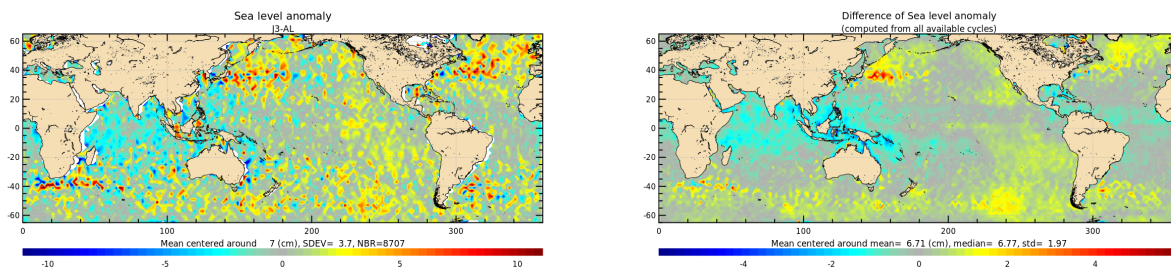 Sea level anomaly
J3-AL
60
40
20
0
-20
-40
-60
0 100 200 300
Mean centered around 7 (cm), SDEV= 3.7, NBR=8707
-10 -5 0 5 10
Difference of Sea level anomaly
(computed from all available cycles)
60
40
20
0
-20
-40
-60
0 100 200 300
Mean centered around mean= 6.71 (cm), median= 6.77, std= 1.97
-4 -2 0 2 4